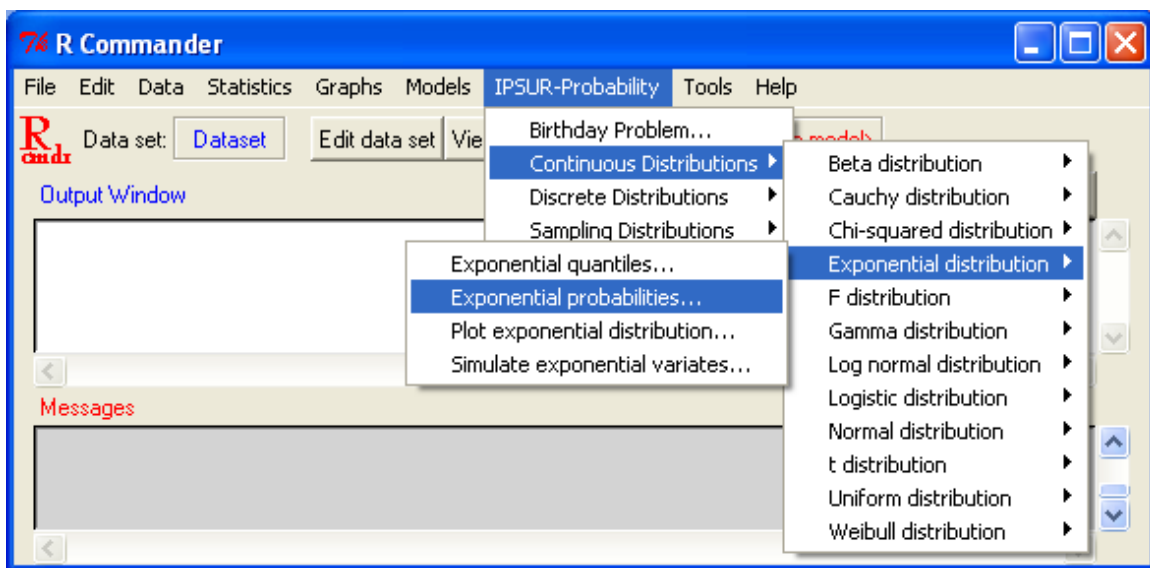 R Commander
File Edit Data Statistics Graphs Models IPSUR-Probability Tools Help
R cmdr Data set: Dataset Edit data set Vie model>
Birthday Problem...
Continuous Distributions
Discrete Distributions
Sampling Distributions
Beta distribution
Cauchy distribution
Chi-squared distribution
Exponential distribution
F distribution
Gamma distribution
Log normal distribution
Logistic distribution
Normal distribution
t distribution
Uniform distribution
Weibull distribution
Exponential quantiles...
Exponential probabilities...
Plot exponential distribution...
Simulate exponential variates...
Output Window
Messages